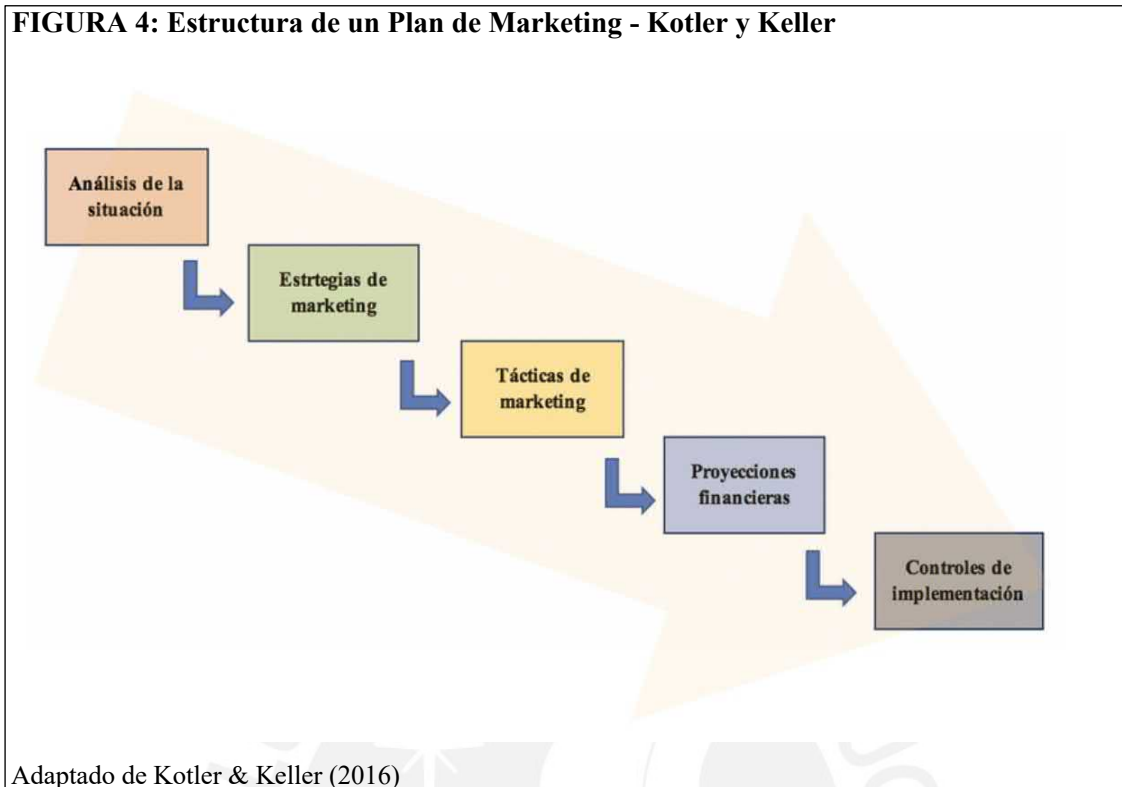 FIGURA 4: Estructura de un Plan de Marketing - Kotler y Keller
Análisis de la
situación
Estrtegias de
marketing
Tácticas de
marketing
Proyecciones
financieras
Controles de
implementación
Adaptado de Kotler & Keller (2016)